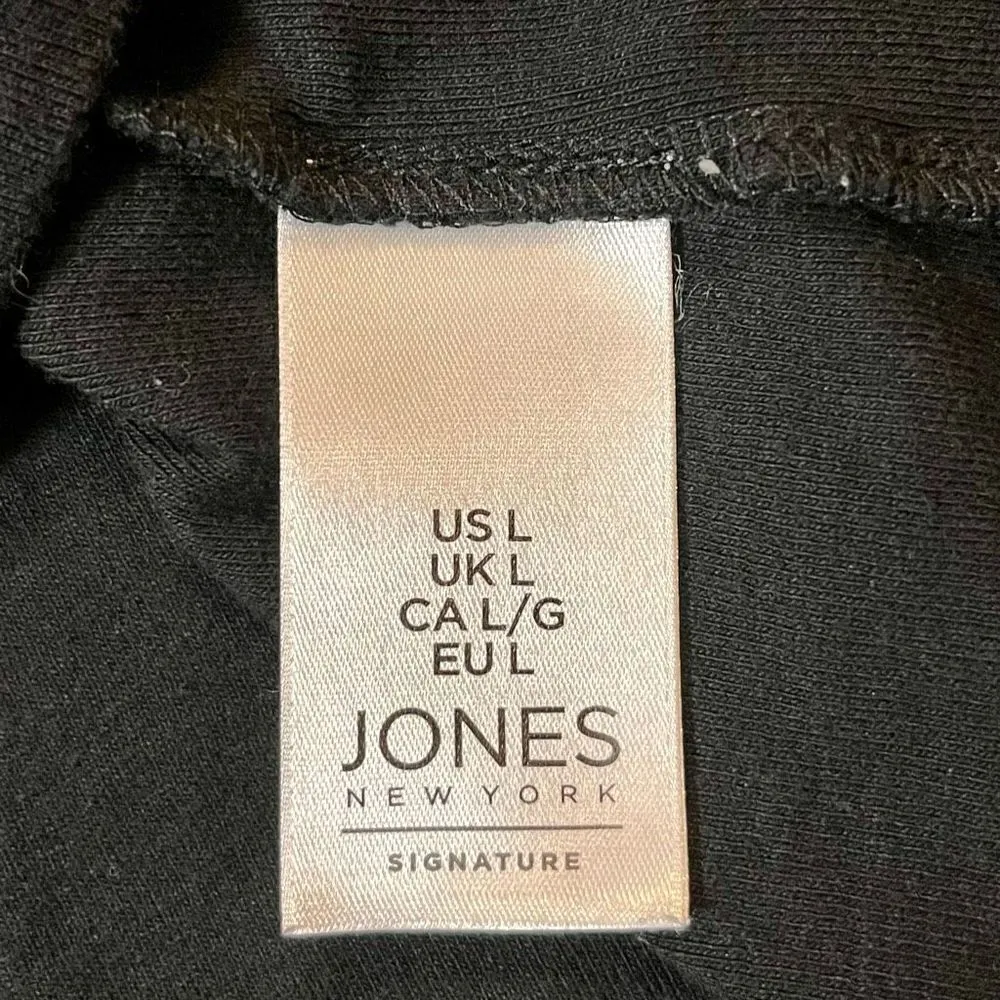 US L
UK L
CA L/G
EU L
JONES
NEW YORK
SIGNATURE